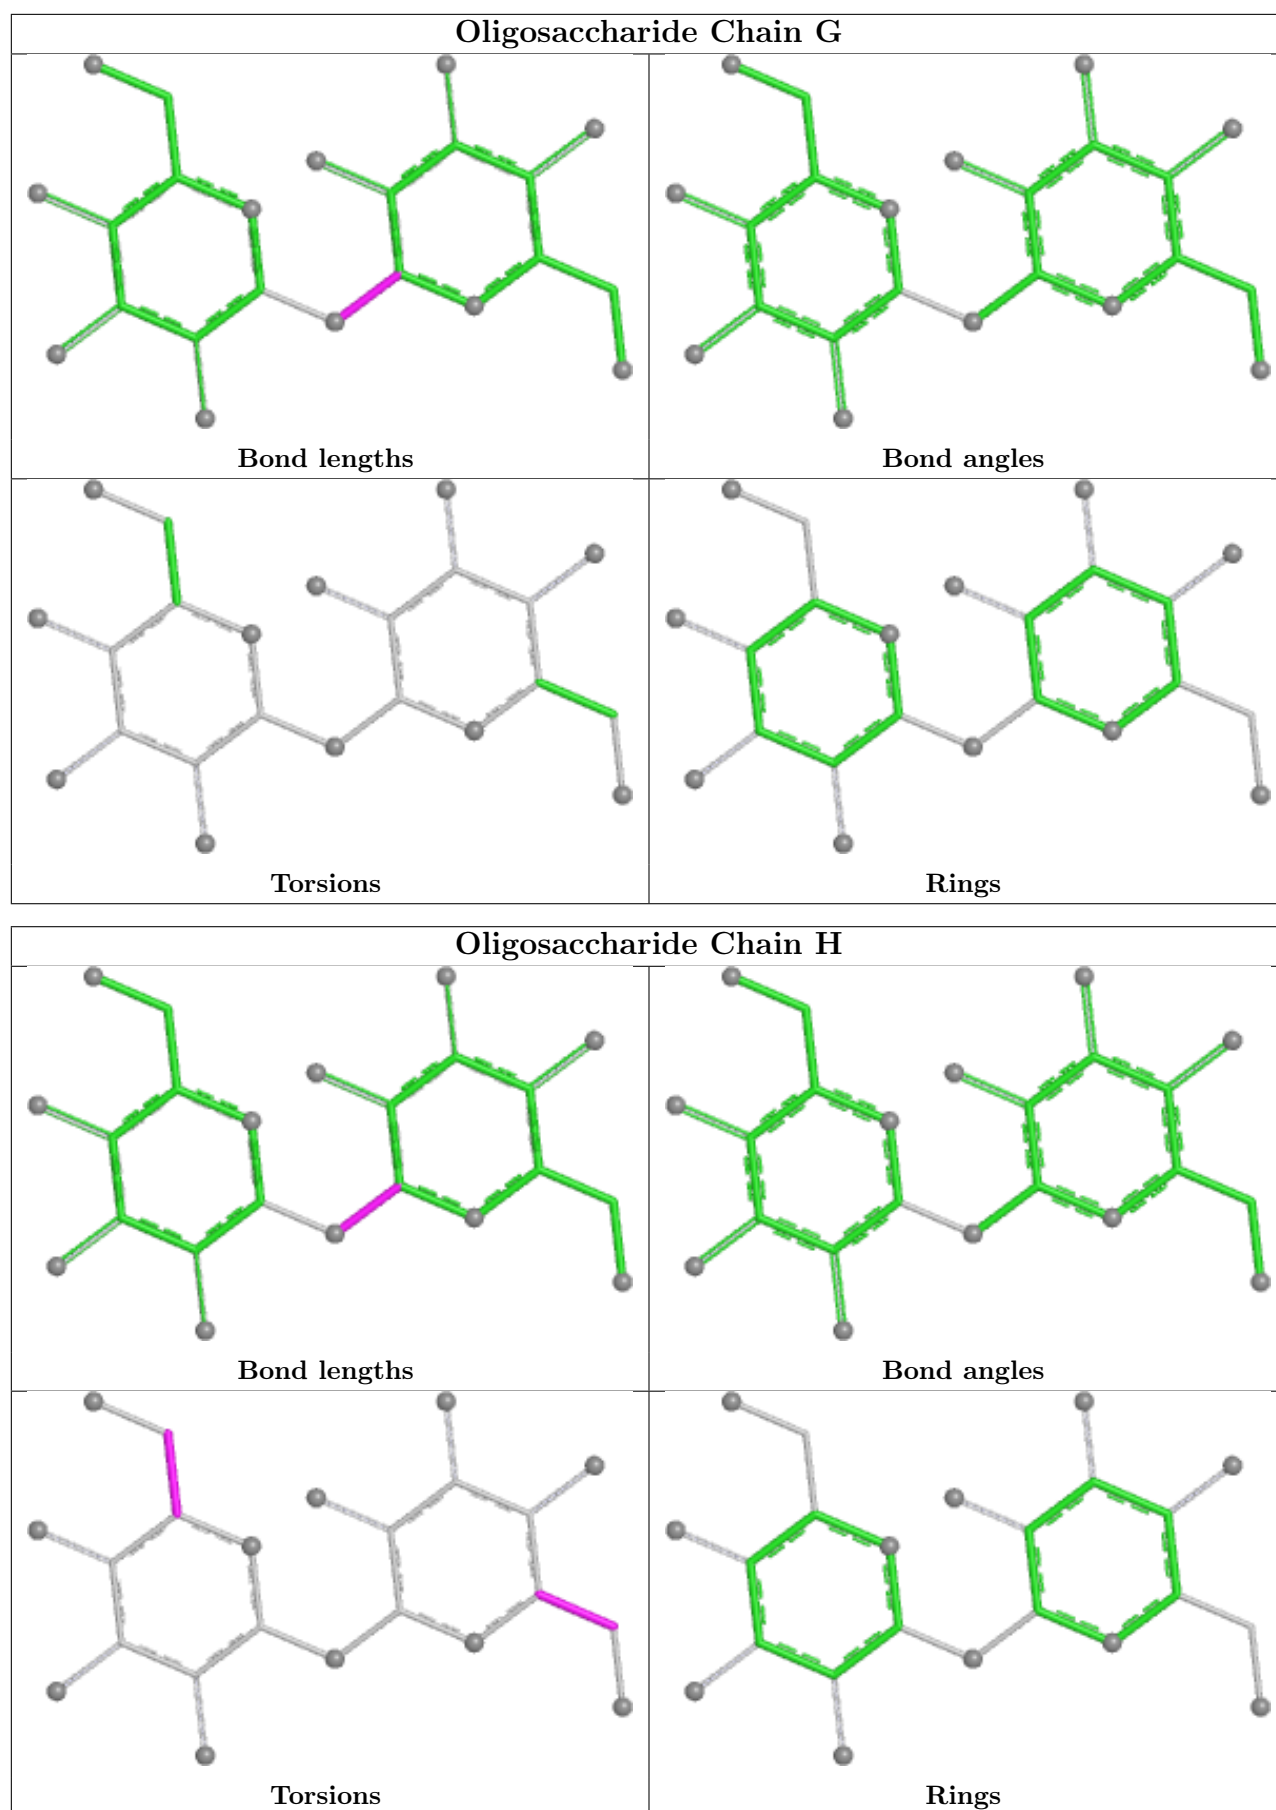 Oligosaccharide Chain G
Bond lengths
Bond angles
Torsions
Rings
Oligosaccharide Chain H
Bond lengths
Bond angles
Torsions
Rings